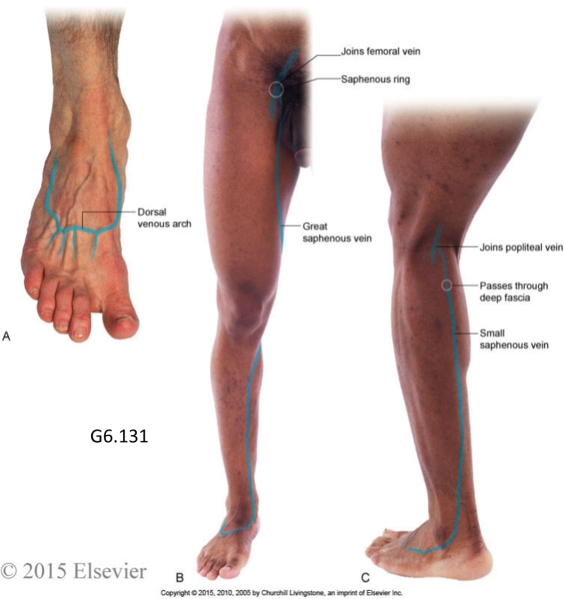 Joins femoral vein
Saphenous ring
Dorsal
venous arch
Great
saphenous vein
Joins popliteal vein
Passes through
deep fascia
Small
saphenous vein
A
G6.131
© 2015 Elsevier
B
C
Copyright © 2015, 2010, 2005 by Churchill Livingstone, an imprint of Elsevier Inc.